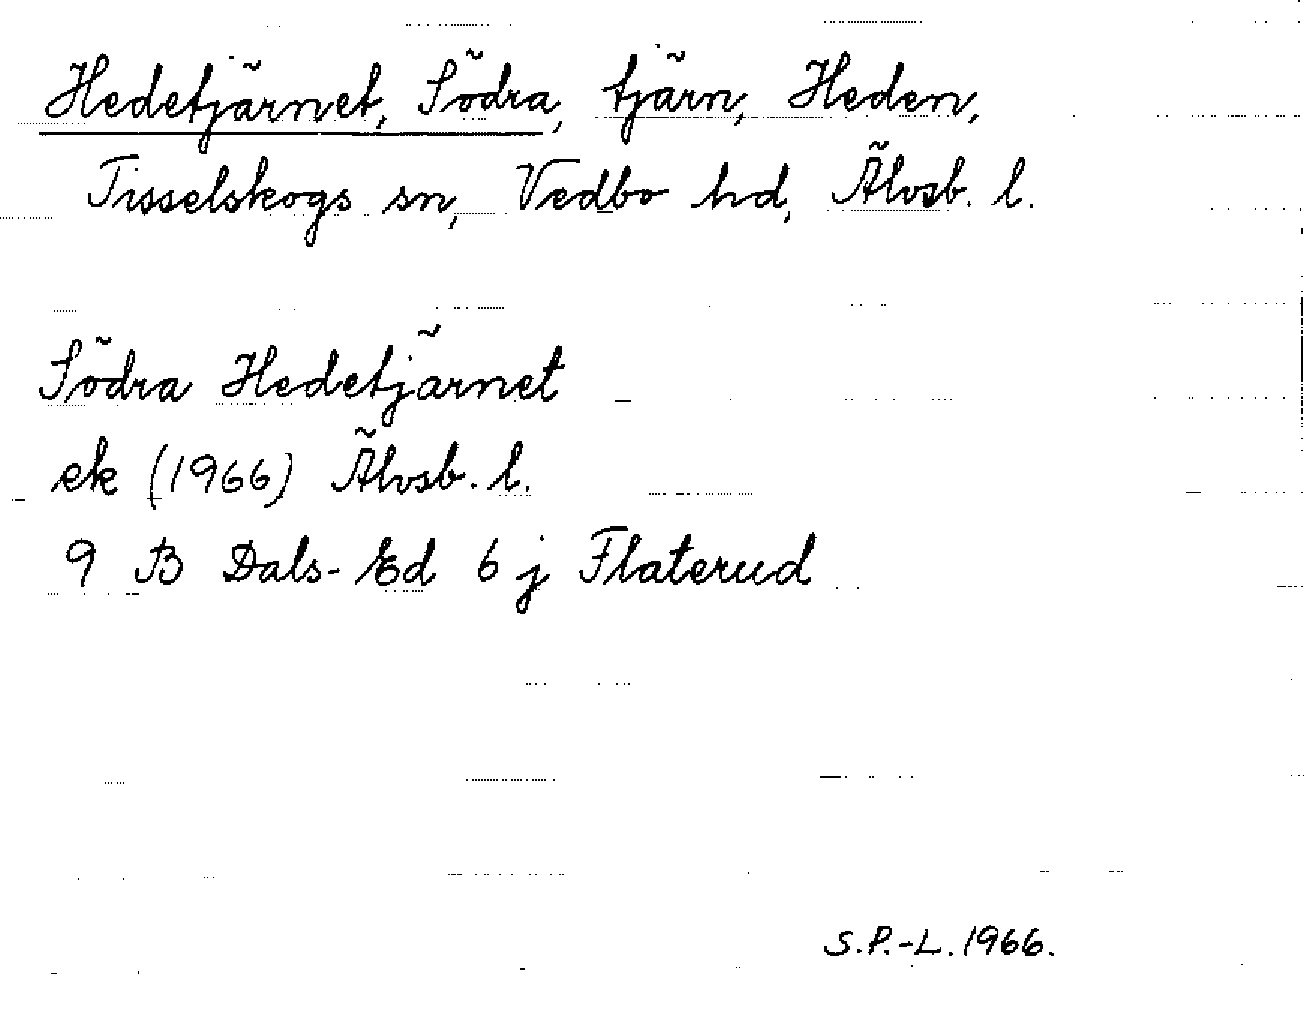 Hedetjärnet, Södra, tjärn, Heden,
Tisselskogs sn, Vedbo hd, Älvsb. l.
Södra Hedetjärnet
ek (1966) Älvsb. l.
9 B Dals-Ed 6 j Flaterud
S.P.-L. 1966.